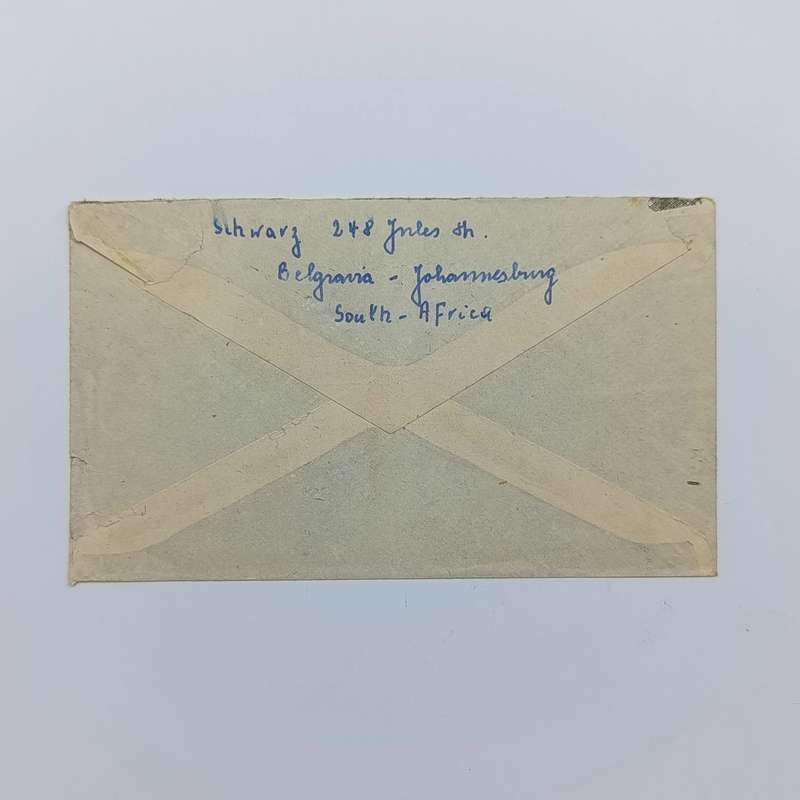 Schwarz 248 Jules St.
Belgravia - Johannesburg
South - Africa